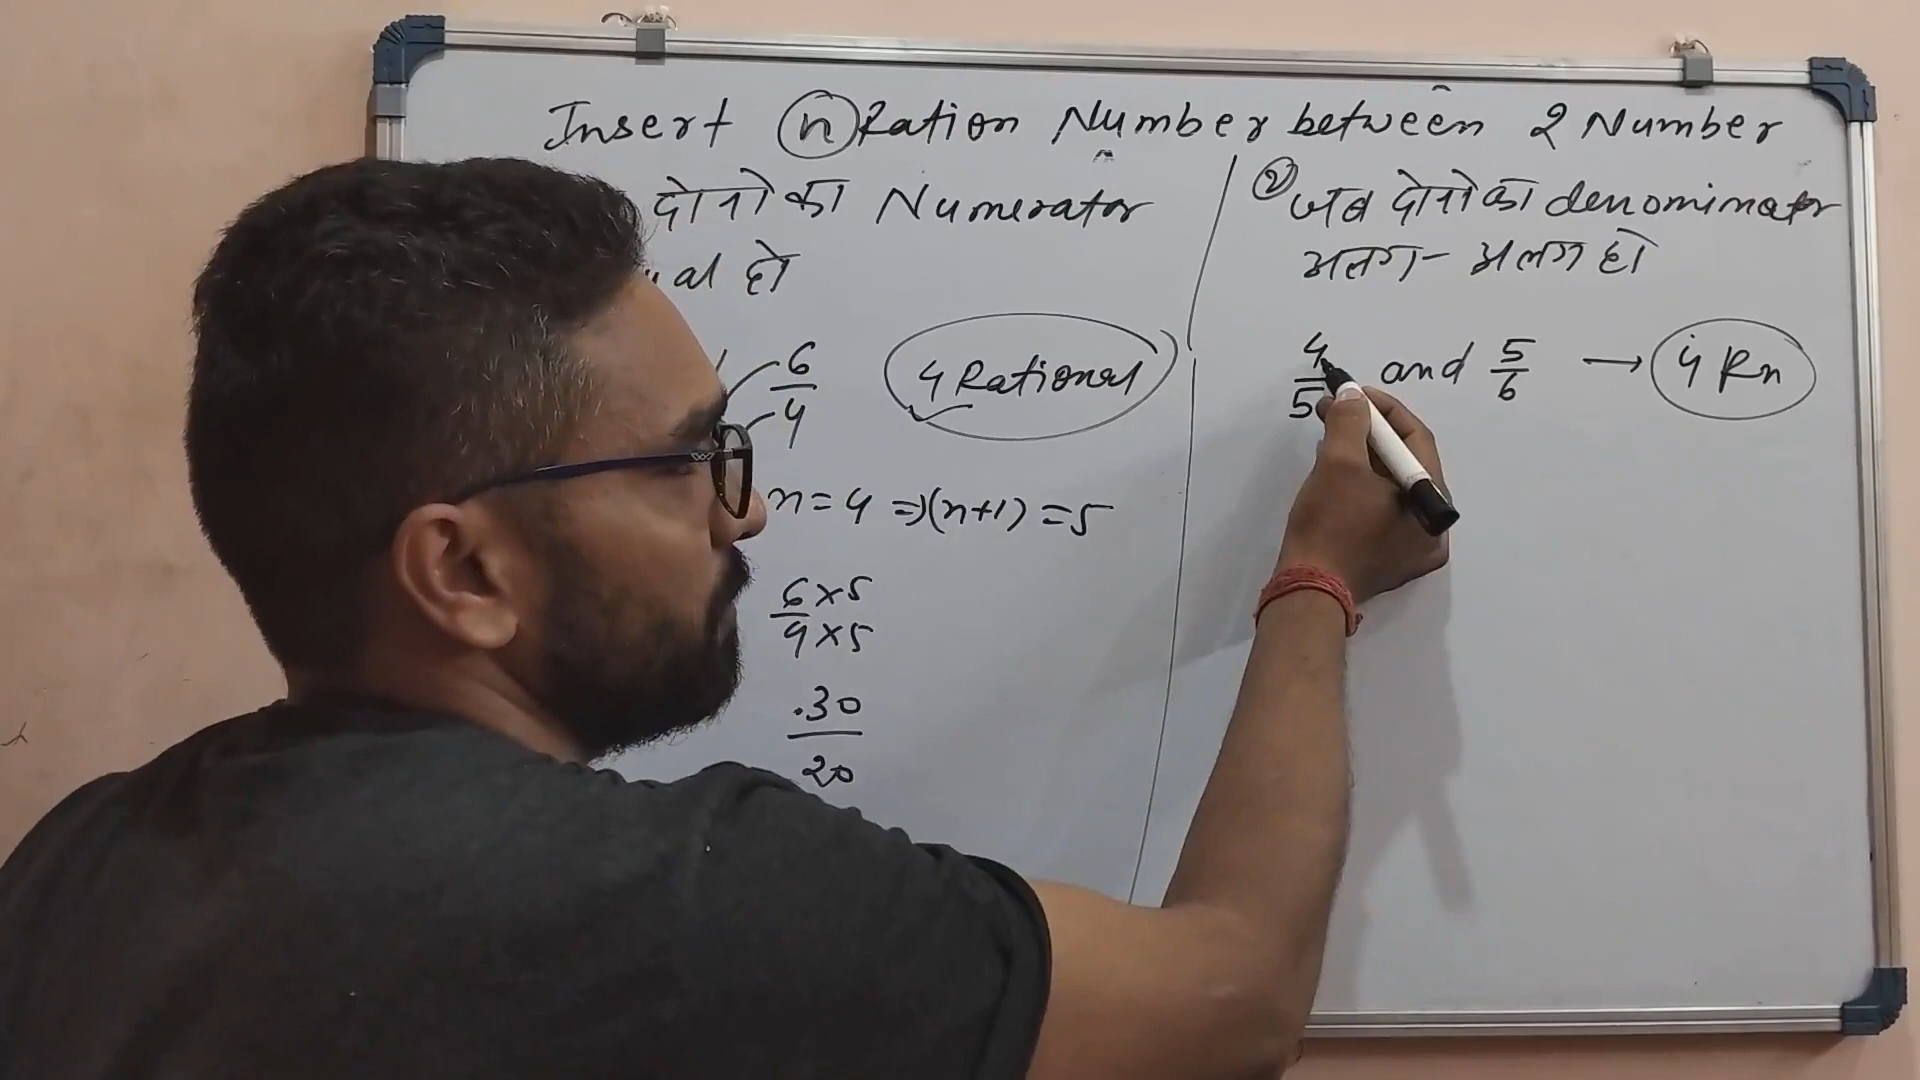 Insert n Ration Number between 2 Number
दोनो का Numerator
ual हो
6
4
4 Rational
n = 4 ⇒ (n+1) = 5
6 × 5
4 × 5
.30
20
② जब दोनो का denominator
अलग - अलग हो
4/5 and 5/6 → 4 Rn